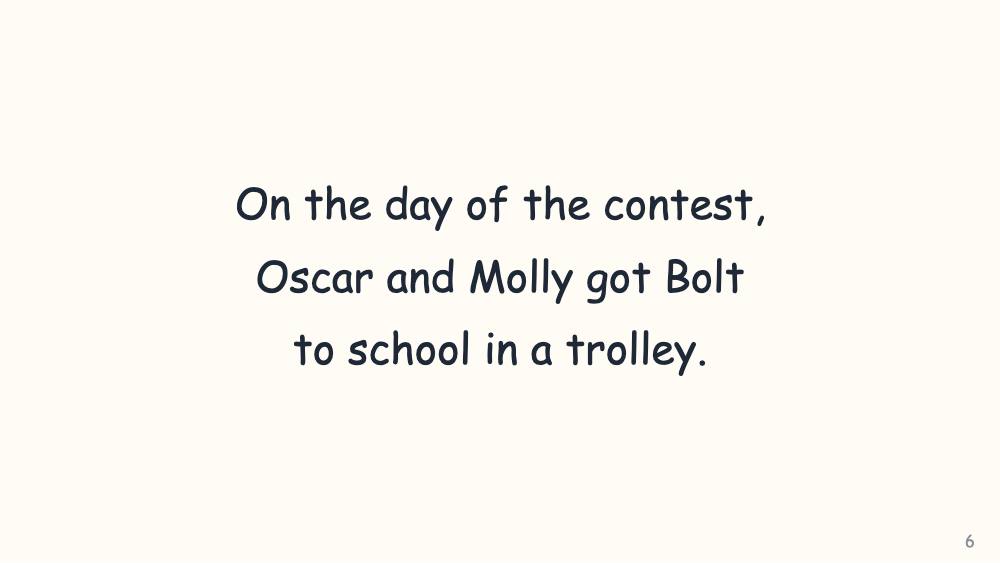 On the day of the contest,
Oscar and Molly got Bolt
to school in a trolley.
6